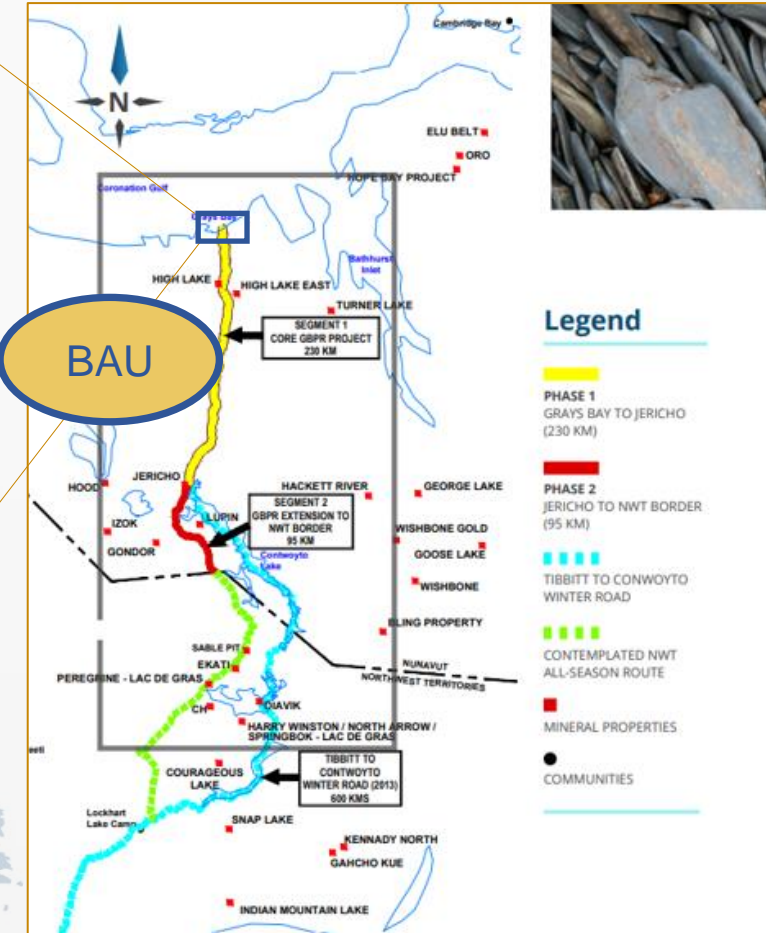 Cambridge Bay
N
ELU BELT
ORO
HOPE BAY PROJECT
Coronation Gulf
Grays Bay
Bathhurst
Inlet
HIGH LAKE
HIGH LAKE EAST
TURNER LAKE
SEGMENT 1
CORE GBPR PROJECT
230 KM
BAU
JERICHO
HOOD
HACKETT RIVER
GEORGE LAKE
SEGMENT 2
GBPR EXTENSION TO
NWT BORDER
95 KM
LUPIN
IZOK
GONDOR
WISHBONE GOLD
GOOSE LAKE
Contwoyto
Lake
WISHBONE
BLING PROPERTY
SABLE PIT
EKATI
NUNAVUT
NORTHWEST TERRITORIES
PEREGRINE - LAC DE GRAS
CH
DIAVIK
HARRY WINSTON / NORTH ARROW /
SPRINGBOK - LAC DE GRAS
TIBBITT TO
CONTWOYTO
WINTER ROAD (2013)
600 KMS
COURAGEOUS
LAKE
Lockhart
Lake Camp
SNAP LAKE
KENNADY NORTH
GAHCHO KUE
INDIAN MOUNTAIN LAKE
Legend
PHASE 1
GRAYS BAY TO JERICHO
(230 KM)
PHASE 2
JERICHO TO NWT BORDER
(95 KM)
TIBBITT TO CONWOYTO
WINTER ROAD
CONTEMPLATED NWT
ALL-SEASON ROUTE
MINERAL PROPERTIES
COMMUNITIES